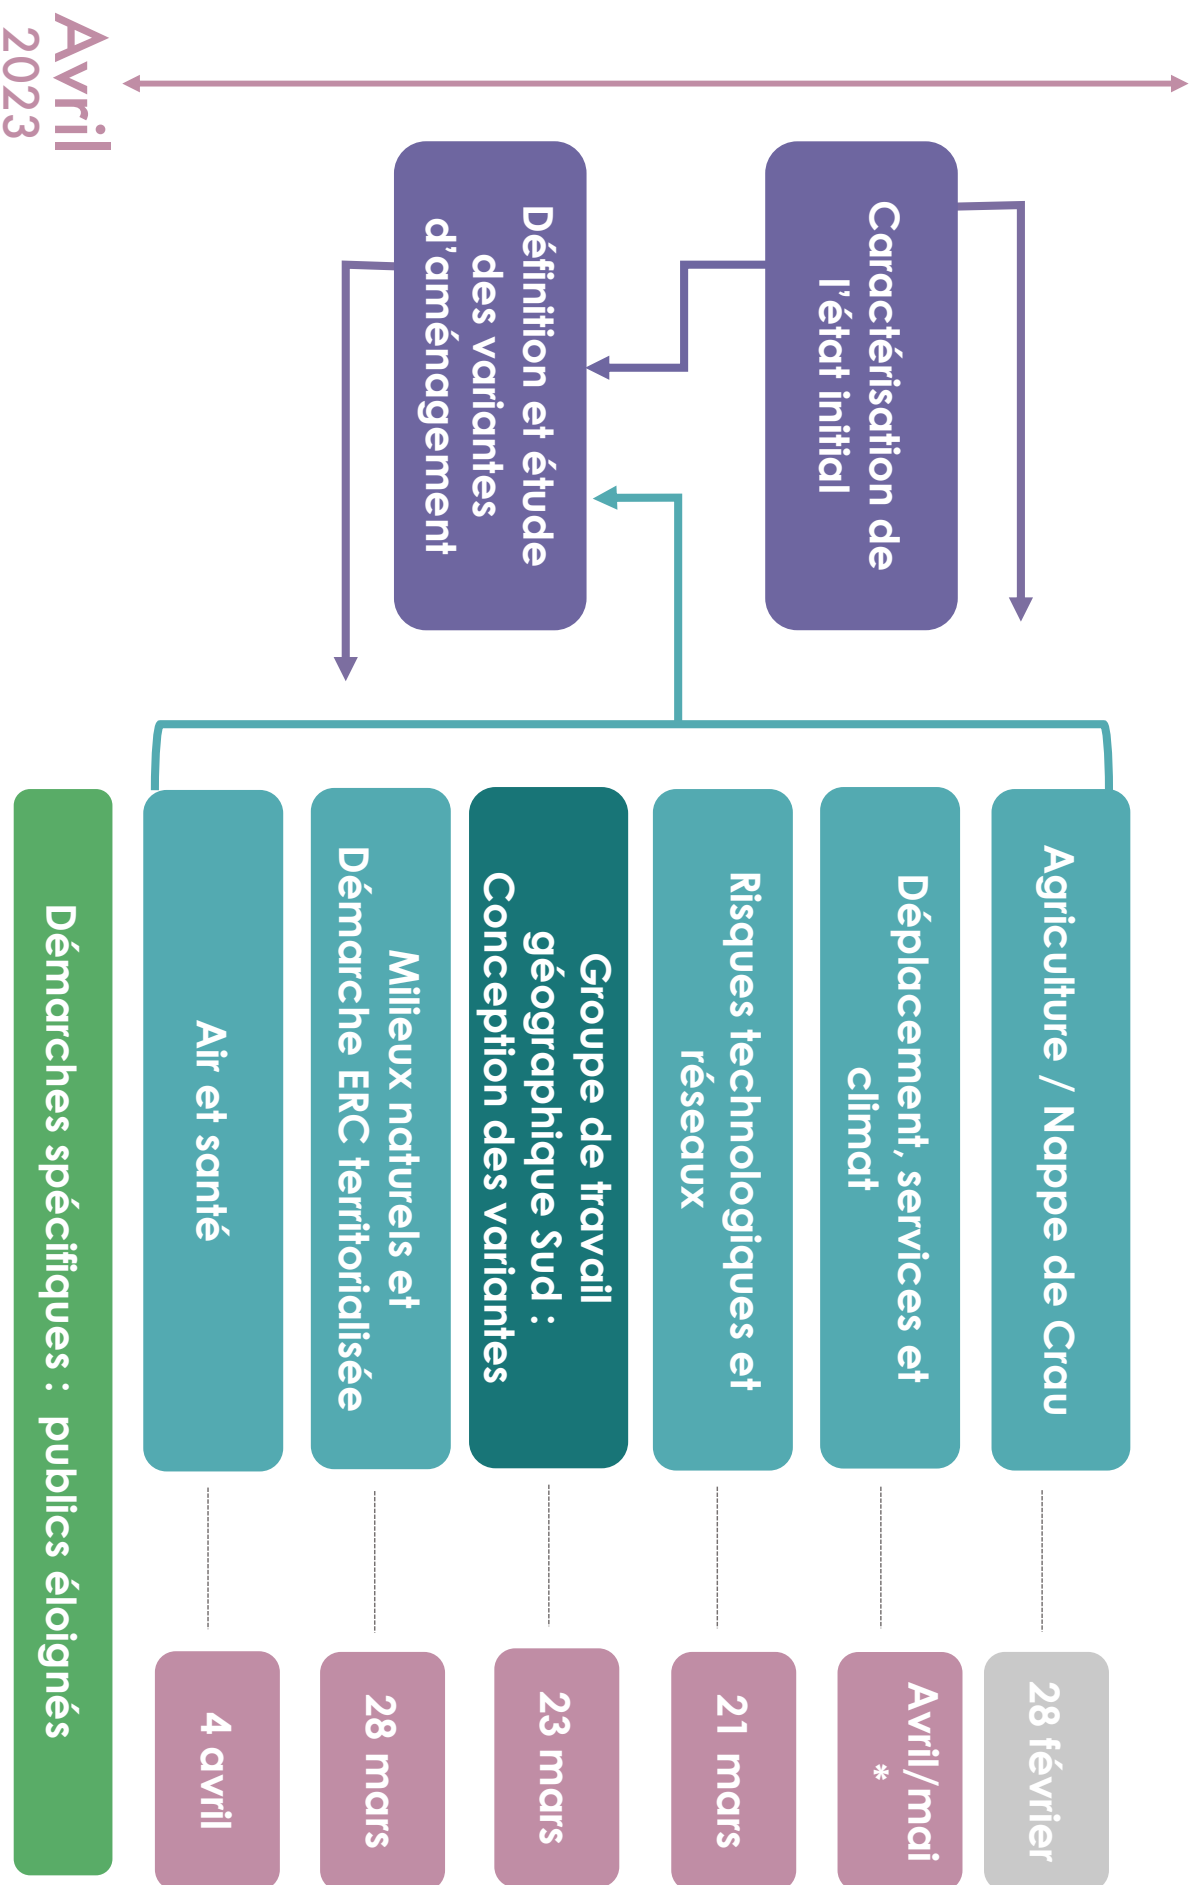 Caractérisation de
l'état initial
Définition et étude
des variantes
d'aménagement
Avril
2023
Agriculture / Nappe de Crau
28 février
Déplacement, services et
climat
Avril/mai
*
Risques technologiques et
réseaux
21 mars
Groupe de travail
géographique Sud :
Conception des variantes
23 mars
Milieux naturels et
Démarche ERC territorialisée
28 mars
Air et santé
4 avril
Démarches spécifiques : publics éloignés